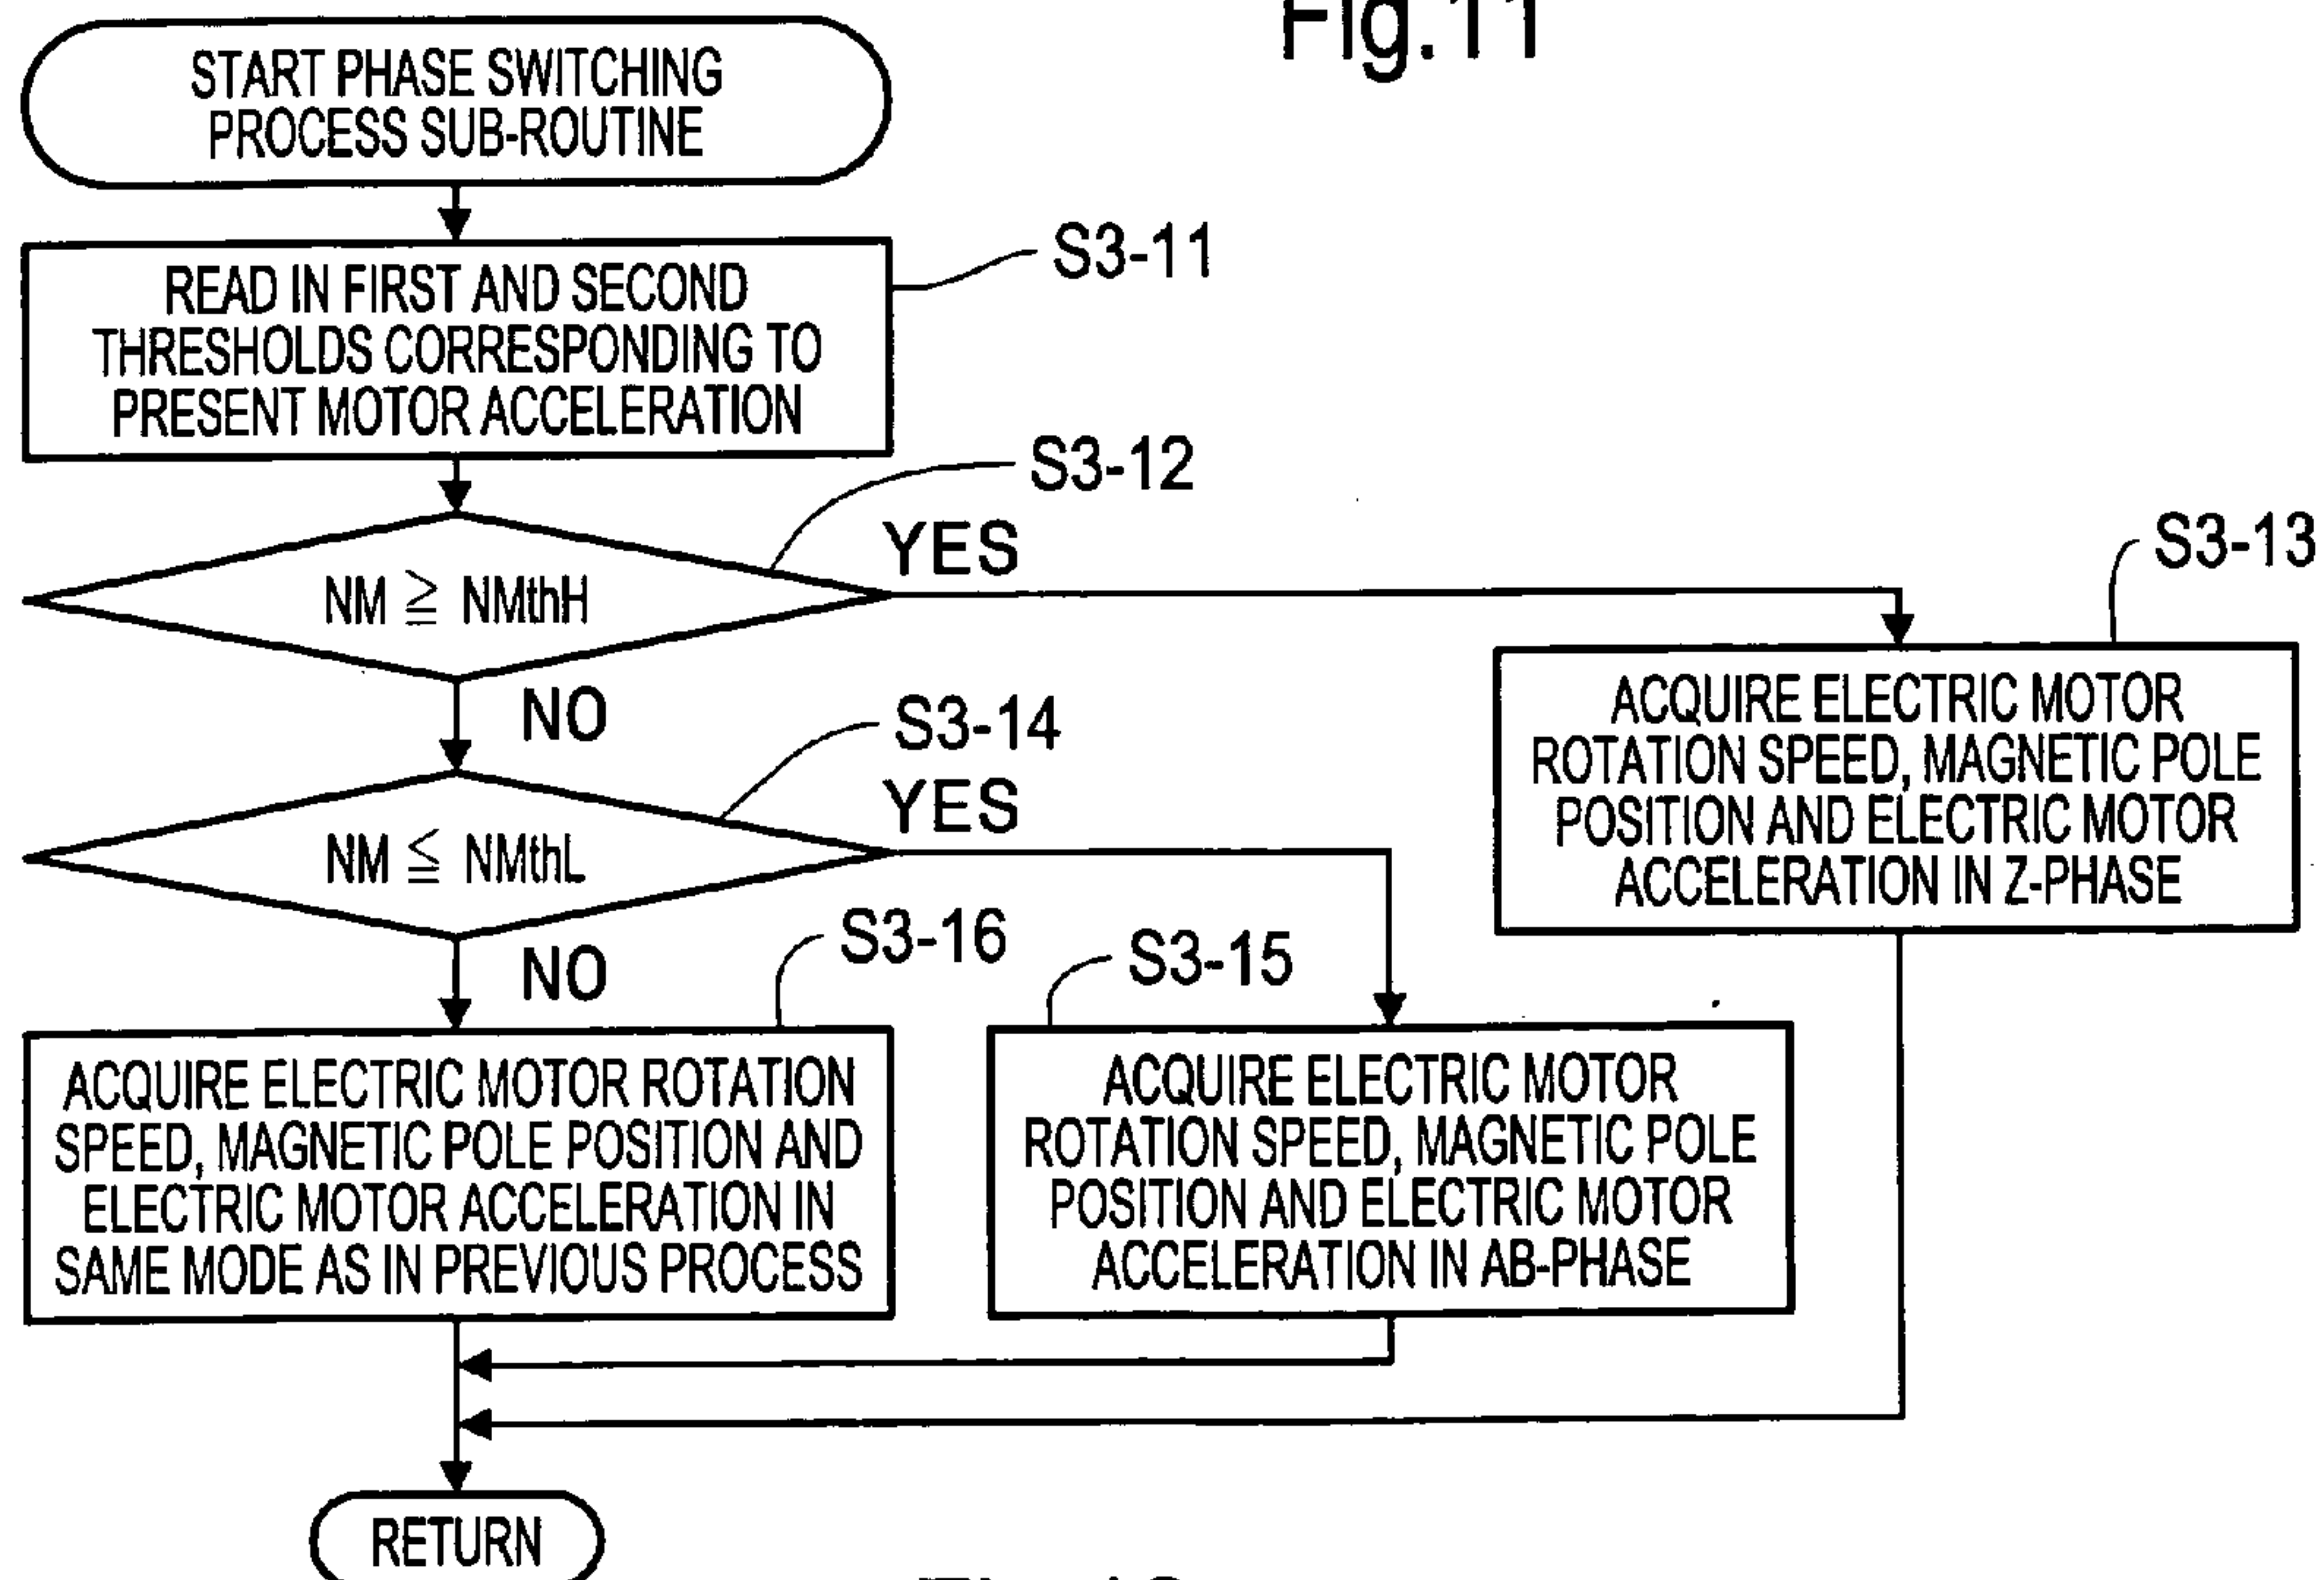 Fig.11
START PHASE SWITCHING
PROCESS SUB-ROUTINE
S3-11
READ IN FIRST AND SECOND
THRESHOLDS CORRESPONDING TO
PRESENT MOTOR ACCELERATION
S3-12
NM ≧ NMthH
YES
NO
S3-13
ACQUIRE ELECTRIC MOTOR
ROTATION SPEED, MAGNETIC POLE
POSITION AND ELECTRIC MOTOR
ACCELERATION IN Z-PHASE
S3-14
NM ≦ NMthL
YES
NO
S3-16
ACQUIRE ELECTRIC MOTOR ROTATION
SPEED, MAGNETIC POLE POSITION AND
ELECTRIC MOTOR ACCELERATION IN
SAME MODE AS IN PREVIOUS PROCESS
S3-15
ACQUIRE ELECTRIC MOTOR
ROTATION SPEED, MAGNETIC POLE
POSITION AND ELECTRIC MOTOR
ACCELERATION IN AB-PHASE
RETURN